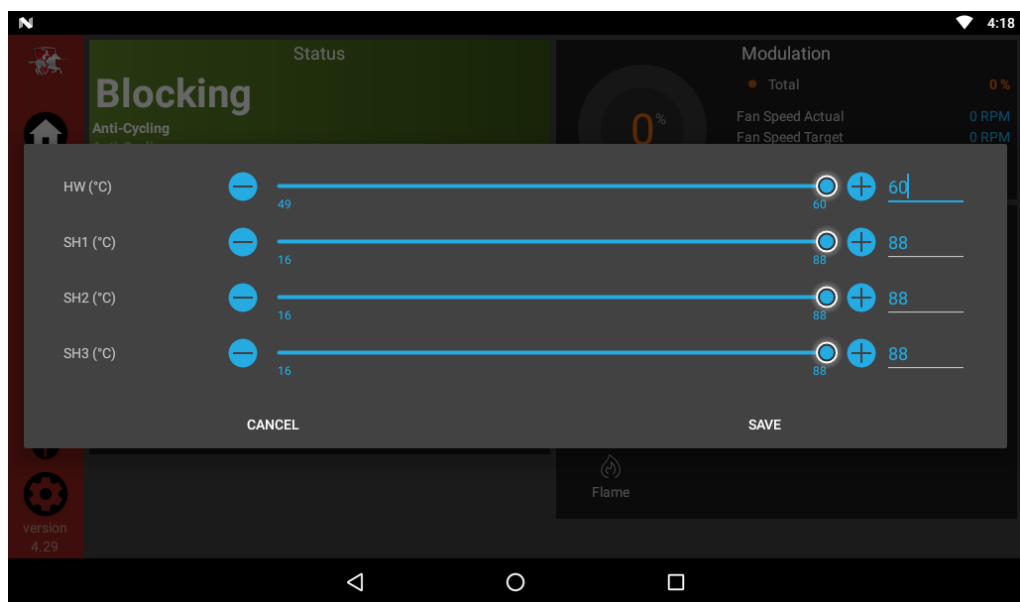 4:18
Status
Modulation
Blocking
Total 0 %
Anti-Cycling
0%
Fan Speed Actual 0 RPM
Fan Speed Target 0 RPM
HW (°C) 60
49 60
SH1 (°C) 88
16 88
SH2 (°C) 88
16 88
SH3 (°C) 88
16 88
CANCEL SAVE
Flame
version
4.29